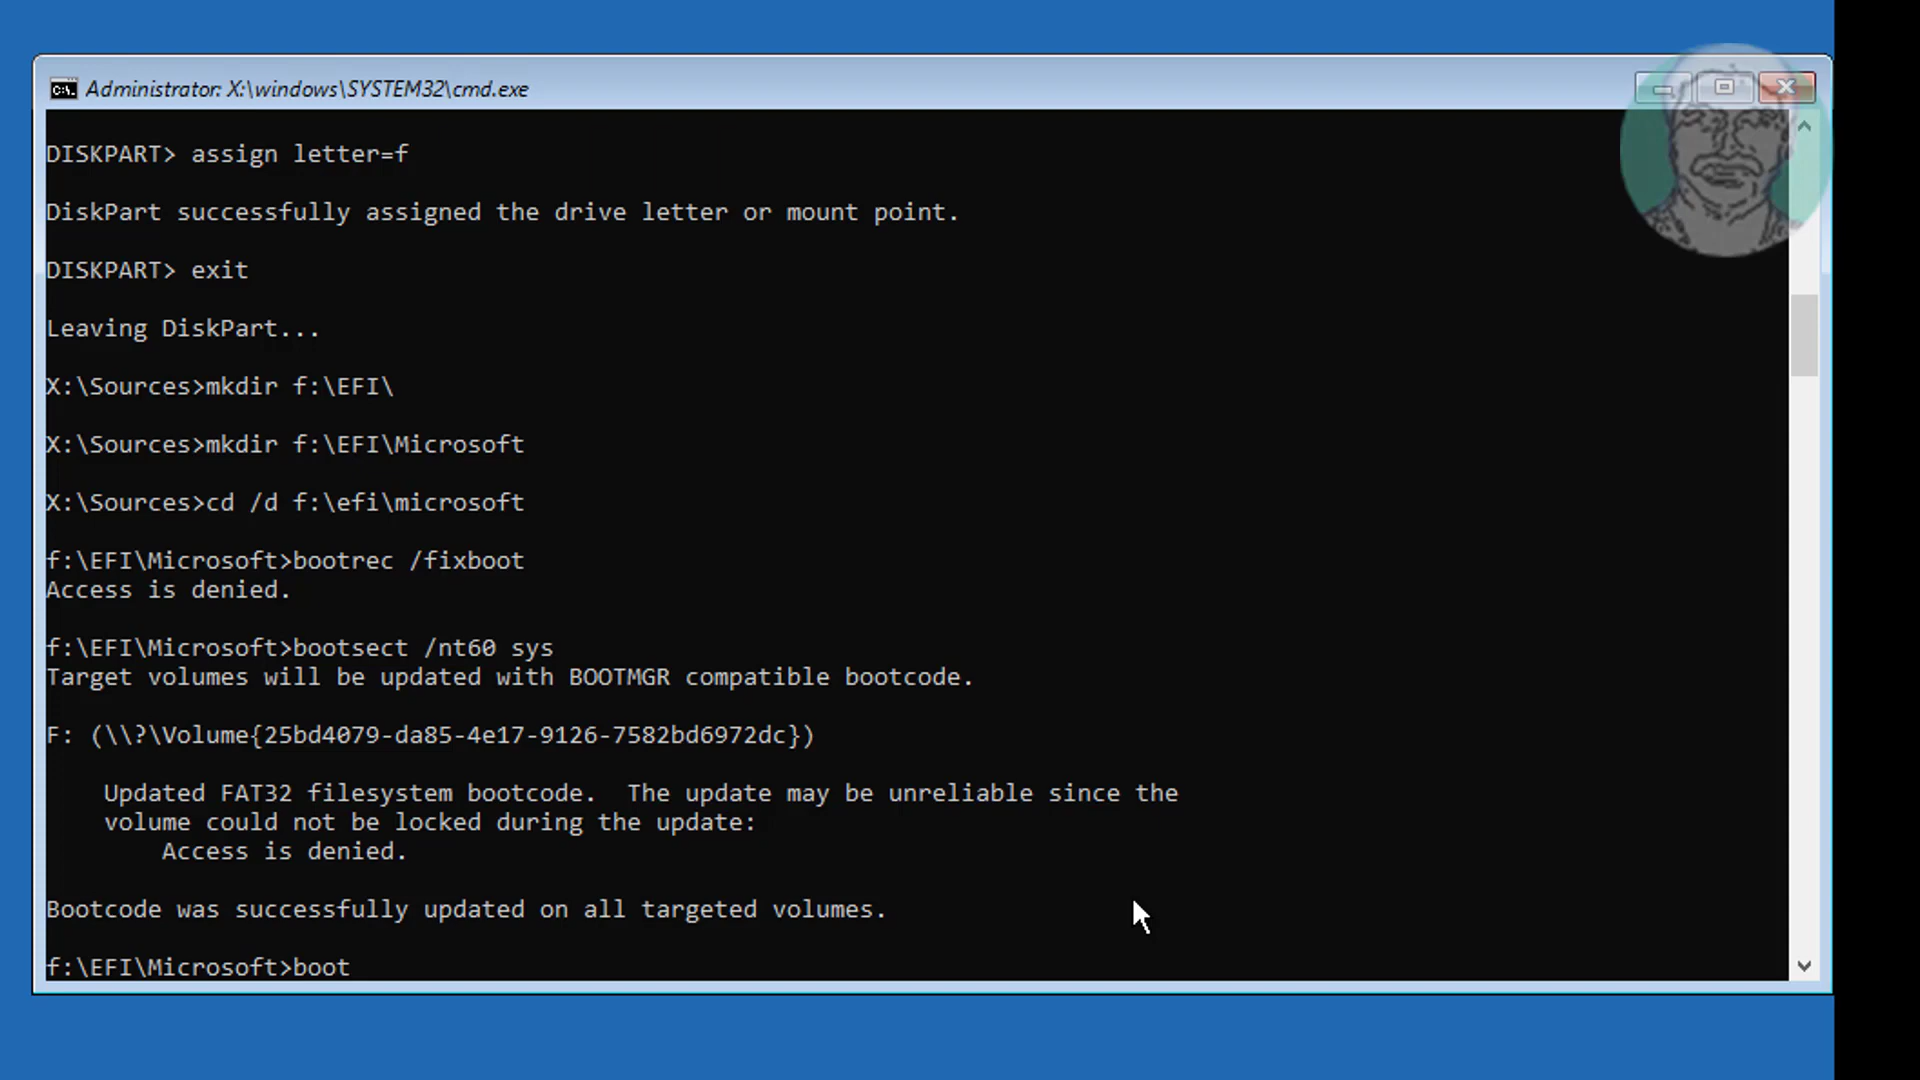 Administrator: X:\windows\SYSTEM32\cmd.exe
DISKPART> assign letter=f
DiskPart successfully assigned the drive letter or mount point.
DISKPART> exit
Leaving DiskPart...
X:\Sources>mkdir f:\EFI\
X:\Sources>mkdir f:\EFI\Microsoft
X:\Sources>cd /d f:\efi\microsoft
f:\EFI\Microsoft>bootrec /fixboot
Access is denied.
f:\EFI\Microsoft>bootsect /nt60 sys
Target volumes will be updated with BOOTMGR compatible bootcode.
F: (\\?\Volume{25bd4079-da85-4e17-9126-7582bd6972dc})
Updated FAT32 filesystem bootcode.  The update may be unreliable since the
volume could not be locked during the update:
Access is denied.
Bootcode was successfully updated on all targeted volumes.
f:\EFI\Microsoft>boot